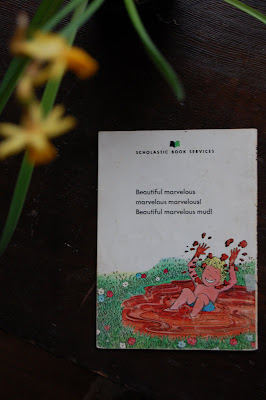 SCHOLASTIC BOOK SERVICES
Beautiful marvelous
marvelous marvelous!
Beautiful marvelous mud!